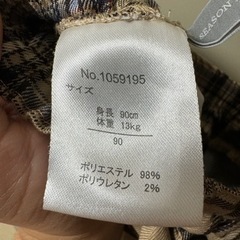 No.1059195
サイズ
身長 90cm
体重 13kg
90
ポリエステル 98%
ポリウレタン 2%
SEASON